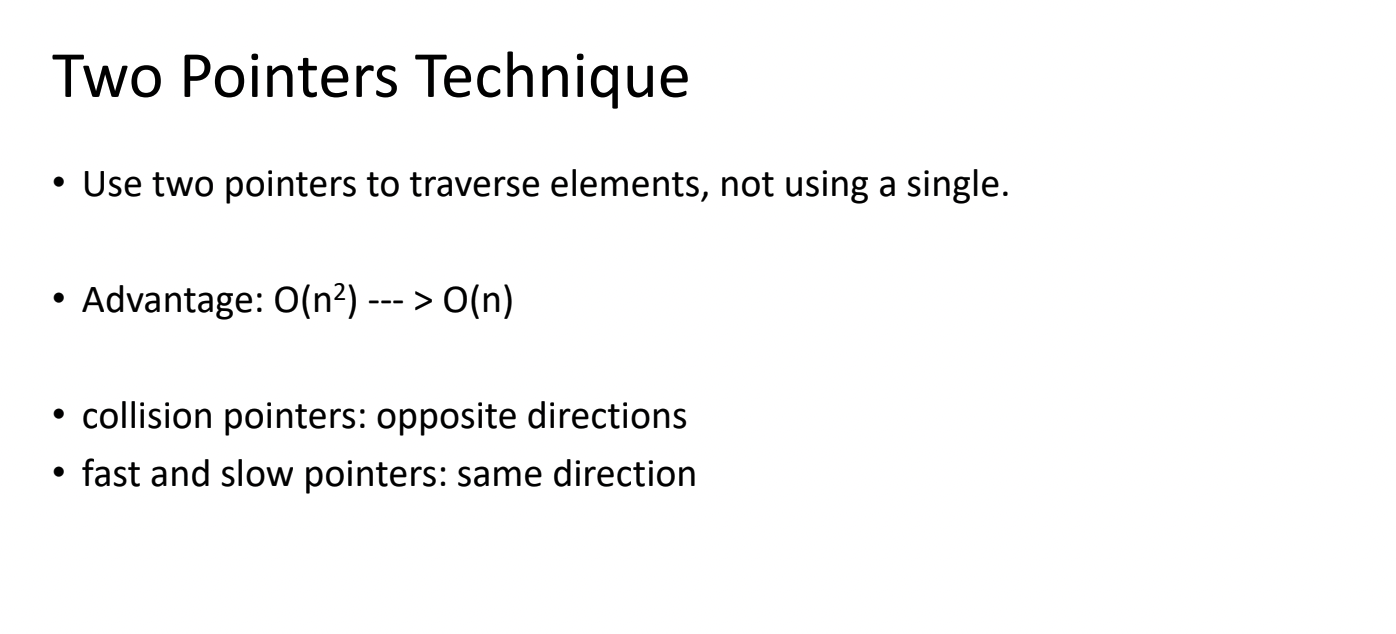 Two Pointers Technique
• Use two pointers to traverse elements, not using a single.
• Advantage: O(n²) --- > O(n)
• collision pointers: opposite directions
• fast and slow pointers: same direction